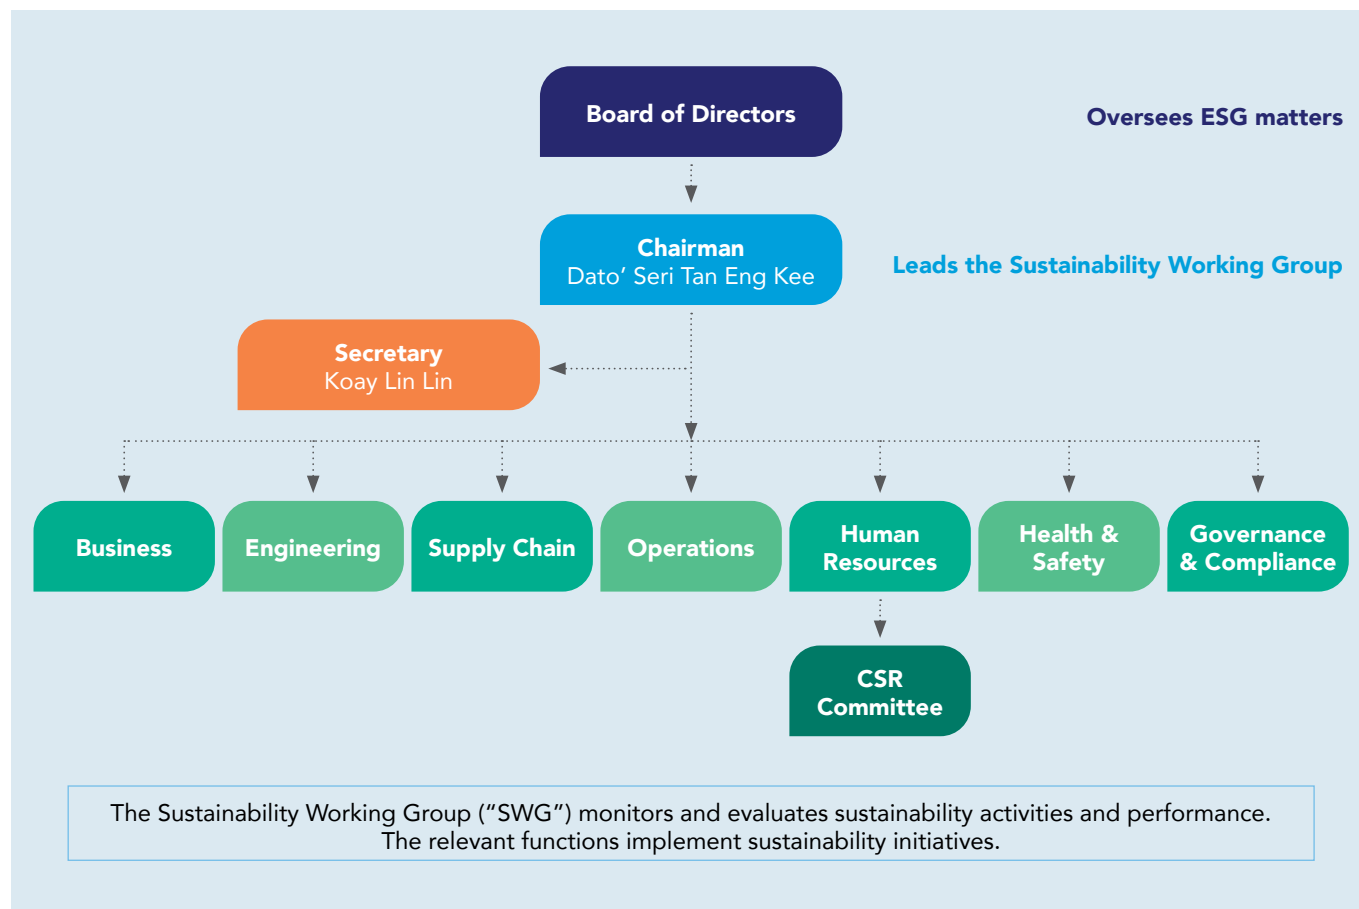 Board of Directors
Oversees ESG matters
Chairman
Dato’ Seri Tan Eng Kee
Leads the Sustainability Working Group
Secretary
Koay Lin Lin
Business
Engineering
Supply Chain
Operations
Human
Resources
Health &
Safety
Governance
& Compliance
CSR
Committee
The Sustainability Working Group (“SWG”) monitors and evaluates sustainability activities and performance.
The relevant functions implement sustainability initiatives.